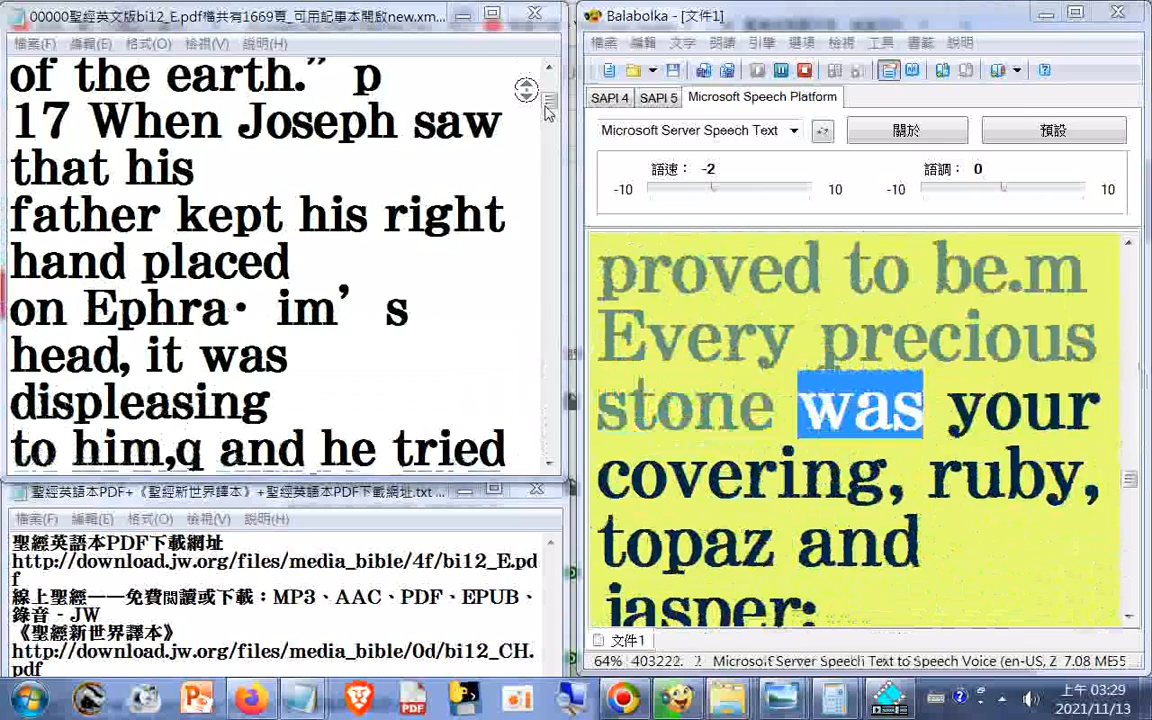 00000聖經英文版bi12_E.pdf檔共有1669頁_可用記事本開啟new.xm...
檔案(F) 編輯(E) 格式(O) 檢視(V) 說明(H)
of the earth.” p
17 When Joseph saw
that his
father kept his right
hand placed
on Ephra· im’ s
head, it was
displeasing
to him,q and he tried
聖經英語本PDF+《聖經新世界譯本》+聖經英語本PDF下載網址.txt ...
檔案(F) 編輯(E) 格式(O) 檢視(V) 說明(H)
聖經英語本PDF下載網址
http://download.jw.org/files/media_bible/4f/bi12_E.pd
f
線上聖經——免費閱讀或下載：MP3、AAC、PDF、EPUB、
錄音 - JW
《聖經新世界譯本》
http://download.jw.org/files/media_bible/0d/bi12_CH.
pdf
Balabolka - [文件1]
檔案 編輯 文字 朗讀 引擎 選項 檢視 工具 書籤 說明
SAPI 4 SAPI 5 Microsoft Speech Platform
Microsoft Server Speech Text 關於 預設
語速： -2 語調： 0
-10 10 -10 10
proved to be.m
Every precious
stone was your
covering, ruby,
topaz and
jasper;
文件1
64% 403222. Microsoft Server Speech Text to Speech Voice (en-US, Z 7.08 ME55
上午 03:29
2021/11/13